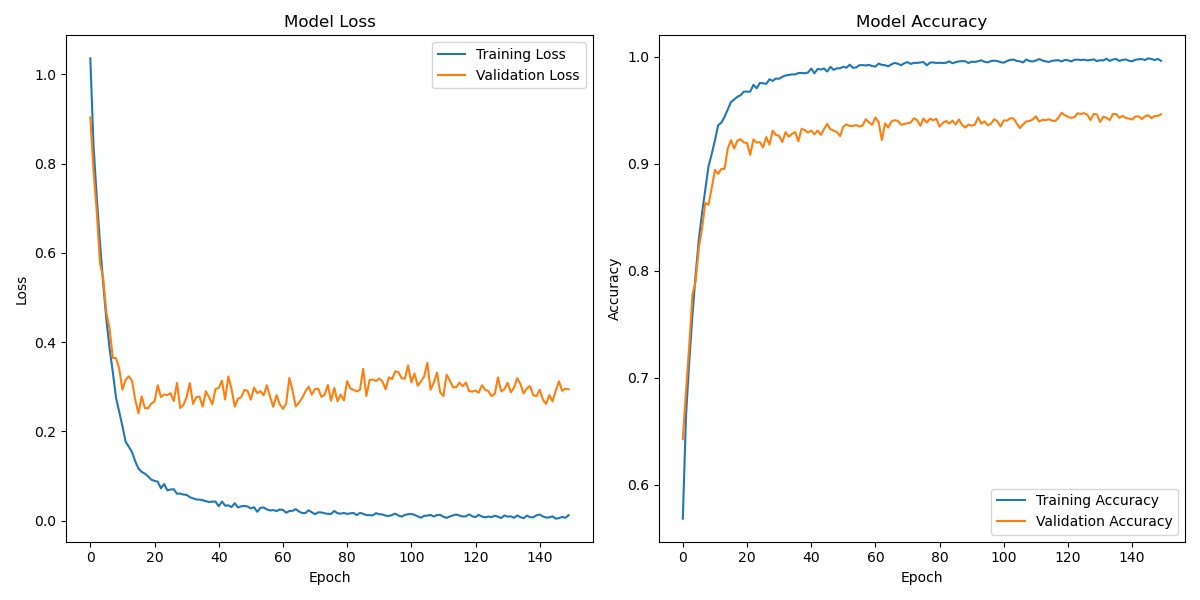 Model Loss
Training Loss
Validation Loss
1.0
0.8
0.6
0.4
0.2
0.0
Loss
0 20 40 60 80 100 120 140
Epoch
Model Accuracy
1.0
0.9
0.8
0.7
0.6
Accuracy
Training Accuracy
Validation Accuracy
0 20 40 60 80 100 120 140
Epoch